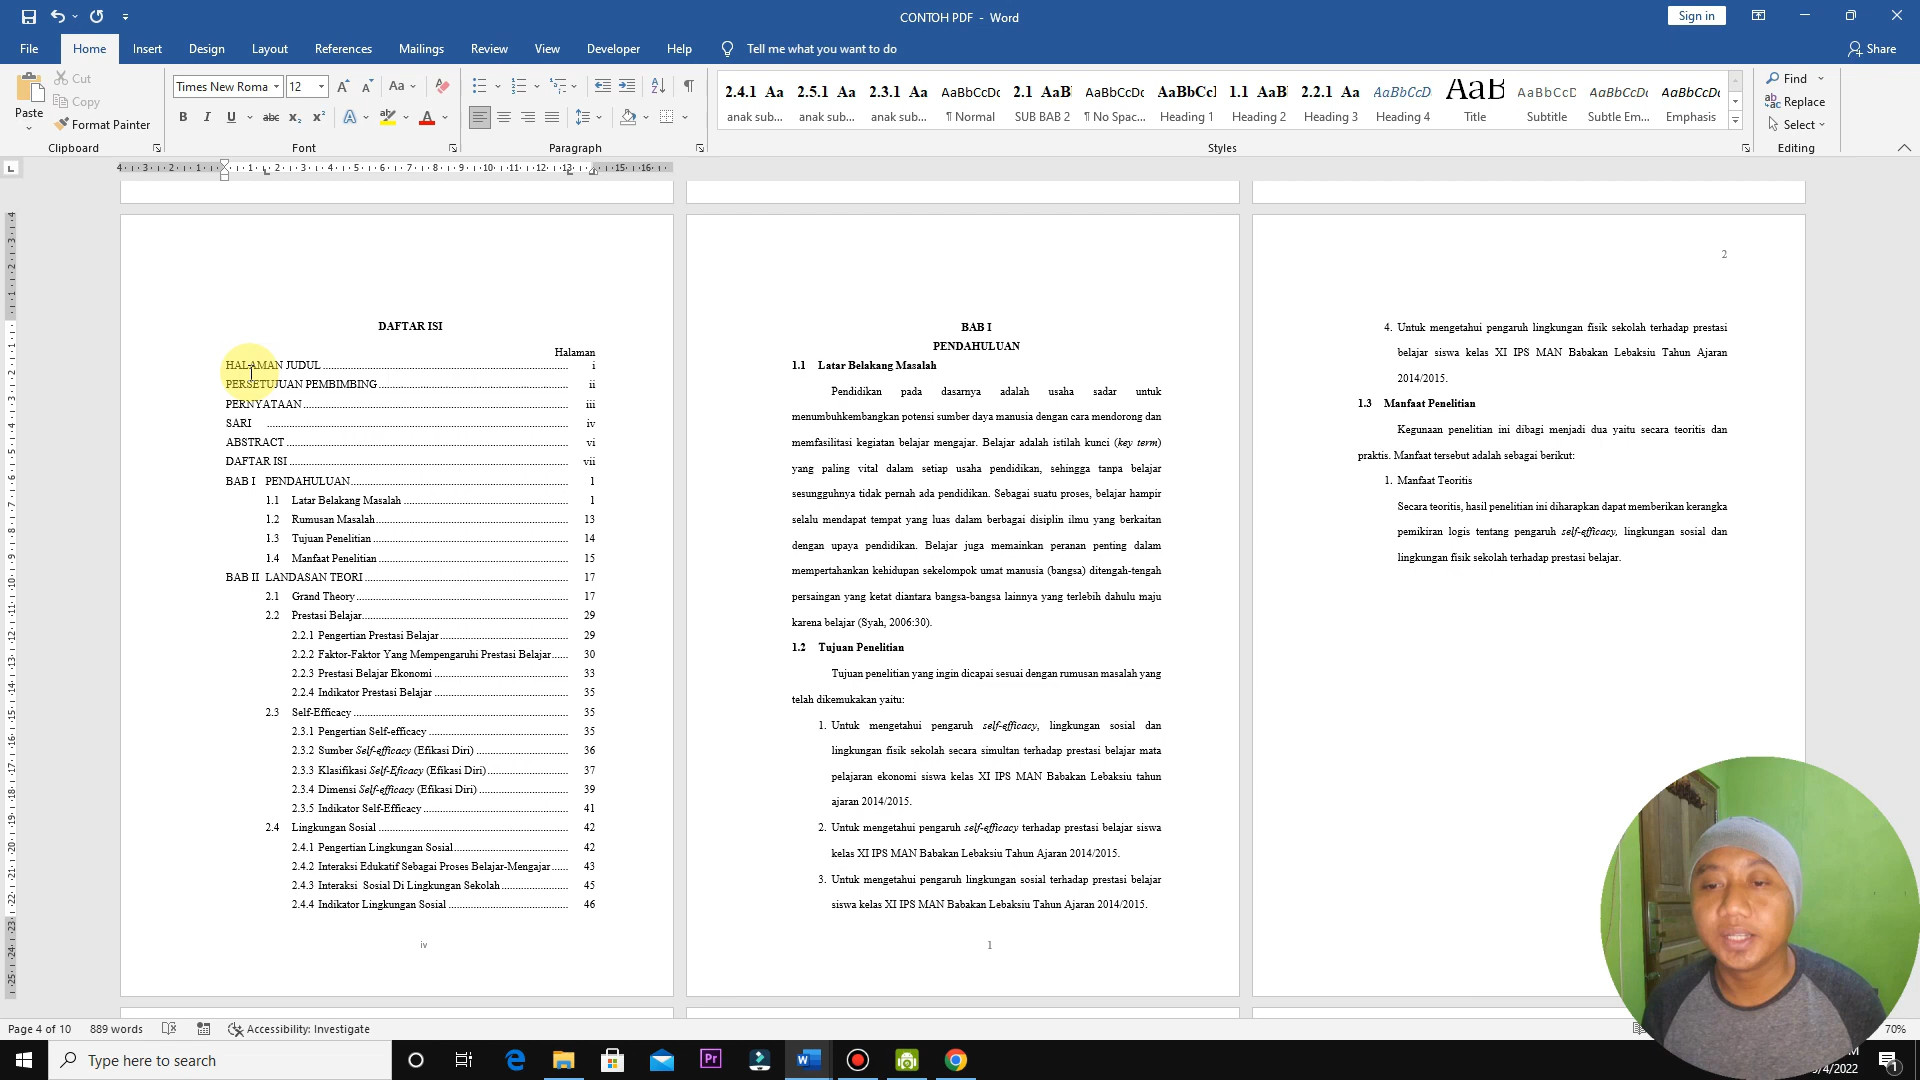 CONTOH PDF - Word
Sign in
File Home Insert Design Layout References Mailings Review View Developer Help Tell me what you want to do
Share
Paste
Cut
Copy
Format Painter
Clipboard
Times New Roma 12
Font
Paragraph
2.4.1 Aa 2.5.1 Aa 2.3.1 Aa AaBbCcDc 2.1 AaB AaBbCcDc AaBbCcI 1.1 AaB 2.2.1 Aa AaBbCcD AaB AaBbCcD AaBbCcDc AaBbCcDc
anak sub... anak sub... anak sub... ¶ Normal SUB BAB 2 ¶ No Spac... Heading 1 Heading 2 Heading 3 Heading 4 Title Subtitle Subtle Em... Emphasis
Styles
Find
Replace
Select
Editing
DAFTAR ISI
Halaman
HALAMAN JUDUL i
PERSETUJUAN PEMBIMBING ii
PERNYATAAN iii
SARI iv
ABSTRACT vi
DAFTAR ISI vii
BAB I PENDAHULUAN 1
1.1 Latar Belakang Masalah 1
1.2 Rumusan Masalah 13
1.3 Tujuan Penelitian 14
1.4 Manfaat Penelitian 15
BAB II LANDASAN TEORI 17
2.1 Grand Theory 17
2.2 Prestasi Belajar 29
2.2.1 Pengertian Prestasi Belajar 29
2.2.2 Faktor-Faktor Yang Mempengaruhi Prestasi Belajar 30
2.2.3 Prestasi Belajar Ekonomi 33
2.2.4 Indikator Prestasi Belajar 35
2.3 Self-Efficacy 35
2.3.1 Pengertian Self-efficacy 35
2.3.2 Sumber Self-efficacy (Efikasi Diri) 36
2.3.3 Klasifikasi Self-Eficacy (Efikasi Diri) 37
2.3.4 Dimensi Self-efficacy (Efikasi Diri) 39
2.3.5 Indikator Self-Efficacy 41
2.4 Lingkungan Sosial 42
2.4.1 Pengertian Lingkungan Sosial 42
2.4.2 Interaksi Edukatif Sebagai Proses Belajar-Mengajar 43
2.4.3 Interaksi Sosial Di Lingkungan Sekolah 45
2.4.4 Indikator Lingkungan Sosial 46
iv
BAB I
PENDAHULUAN
1.1 Latar Belakang Masalah
Pendidikan pada dasarnya adalah usaha sadar untuk
menumbuhkembangkan potensi sumber daya manusia dengan cara mendorong dan
memfasilitasi kegiatan belajar mengajar. Belajar adalah istilah kunci (key term)
yang paling vital dalam setiap usaha pendidikan, sehingga tanpa belajar
sesungguhnya tidak pernah ada pendidikan. Sebagai suatu proses, belajar hampir
selalu mendapat tempat yang luas dalam berbagai disiplin ilmu yang berkaitan
dengan upaya pendidikan. Belajar juga memainkan peranan penting dalam
mempertahankan kehidupan sekelompok umat manusia (bangsa) ditengah-tengah
persaingan yang ketat diantara bangsa-bangsa lainnya yang terlebih dahulu maju
karena belajar (Syah, 2006:30).
1.2 Tujuan Penelitian
Tujuan penelitian yang ingin dicapai sesuai dengan rumusan masalah yang
telah dikemukakan yaitu:
1. Untuk mengetahui pengaruh self-efficacy, lingkungan sosial dan
lingkungan fisik sekolah secara simultan terhadap prestasi belajar mata
pelajaran ekonomi siswa kelas XI IPS MAN Babakan Lebaksiu tahun
ajaran 2014/2015.
2. Untuk mengetahui pengaruh self-efficacy terhadap prestasi belajar siswa
kelas XI IPS MAN Babakan Lebaksiu Tahun Ajaran 2014/2015.
3. Untuk mengetahui pengaruh lingkungan sosial terhadap prestasi belajar
siswa kelas XI IPS MAN Babakan Lebaksiu Tahun Ajaran 2014/2015.
1
2
4. Untuk mengetahui pengaruh lingkungan fisik sekolah terhadap prestasi
belajar siswa kelas XI IPS MAN Babakan Lebaksiu Tahun Ajaran
2014/2015.
1.3 Manfaat Penelitian
Kegunaan penelitian ini dibagi menjadi dua yaitu secara teoritis dan
praktis. Manfaat tersebut adalah sebagai berikut:
1. Manfaat Teoritis
Secara teoritis, hasil penelitian ini diharapkan dapat memberikan kerangka
pemikiran logis tentang pengaruh self-efficacy, lingkungan sosial dan
lingkungan fisik sekolah terhadap prestasi belajar.
Page 4 of 10 889 words Accessibility: Investigate
70%
Type here to search
/4/2022